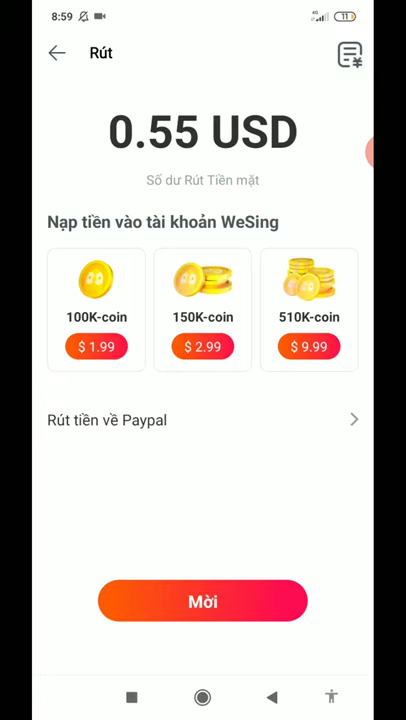 8:59
4G
11
Rút
0.55 USD
Số dư Rút Tiền mặt
Nạp tiền vào tài khoản WeSing
100K-coin
150K-coin
510K-coin
$ 1.99
$ 2.99
$ 9.99
Rút tiền về Paypal
Mời